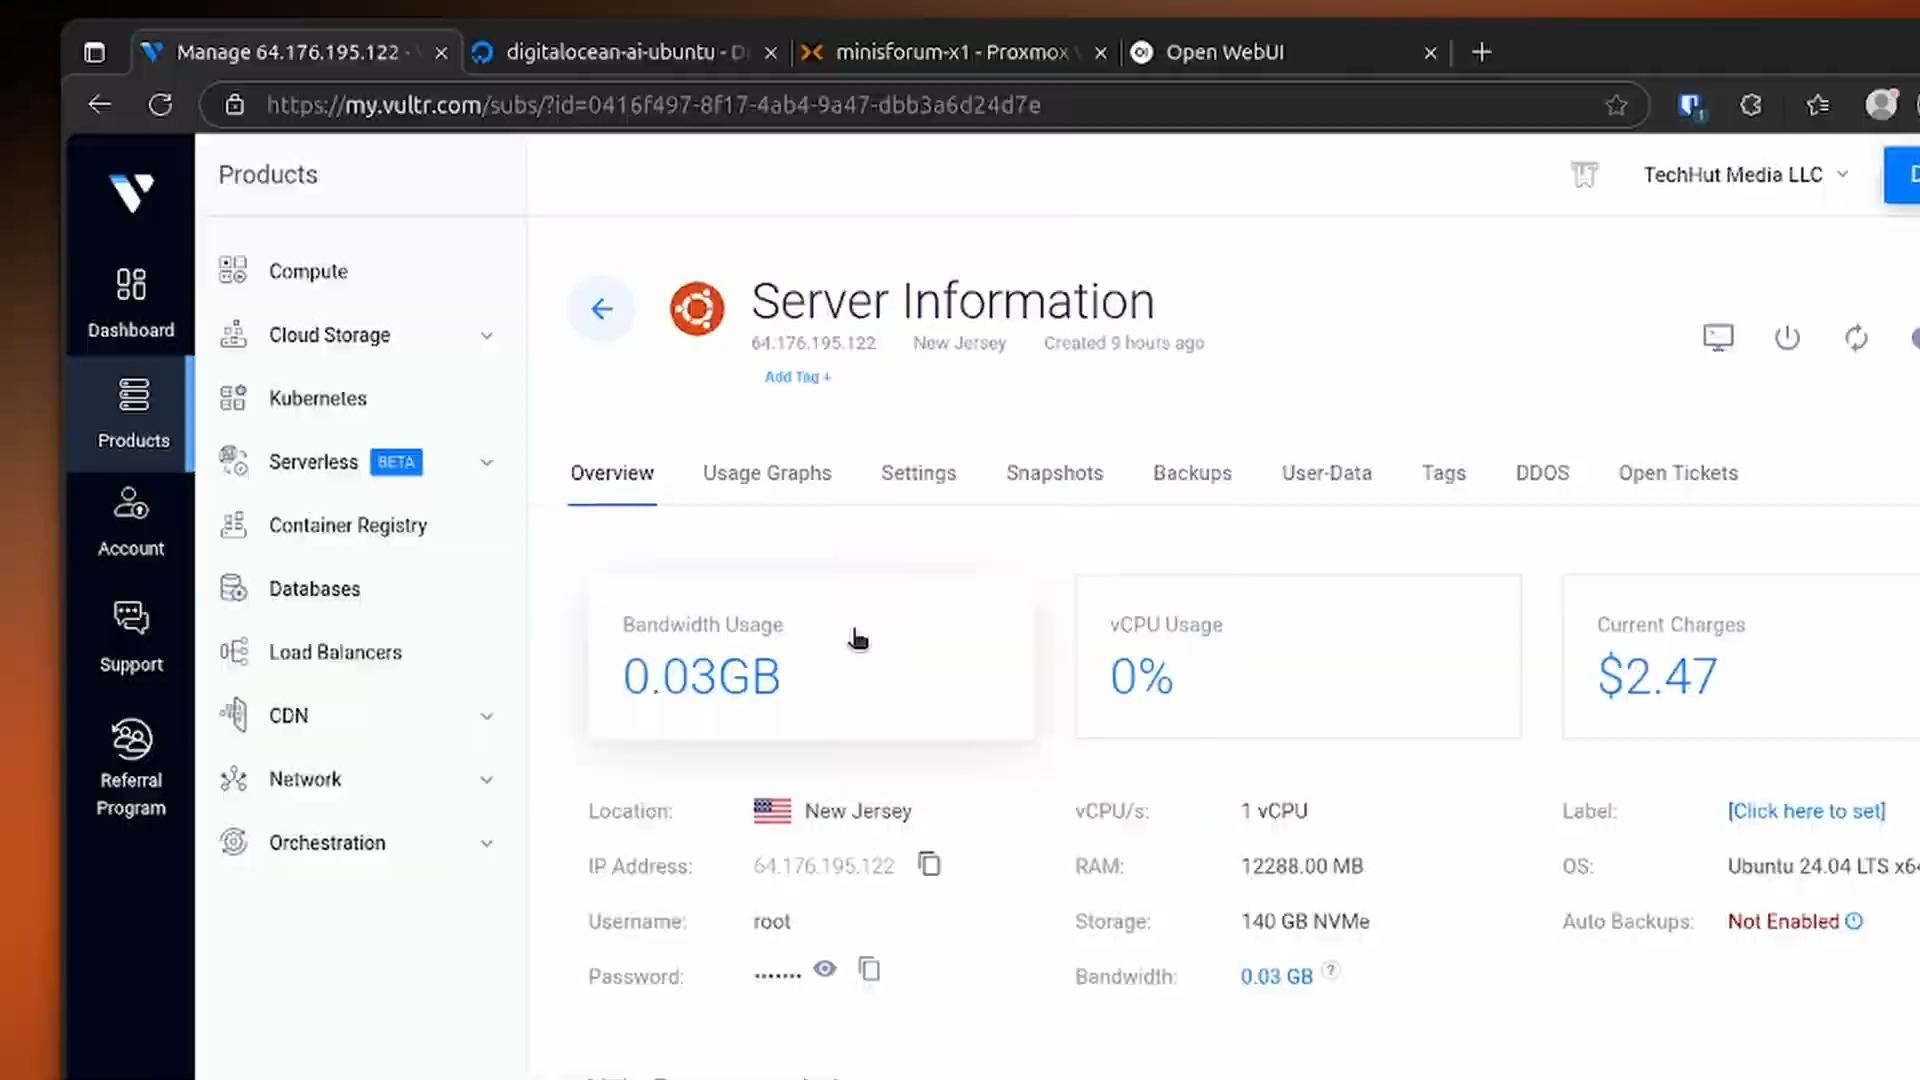 Manage 64.176.195.122 -
digitalocean-ai-ubuntu - D
minisforum-x1 - Proxmox
Open WebUI
https://my.vultr.com/subs/?id=0416f497-8f17-4ab4-9a47-dbb3a6d24d7e
Products
TechHut Media LLC
Dashboard
Products
Account
Support
Referral
Program
Compute
Cloud Storage
Kubernetes
Serverless BETA
Container Registry
Databases
Load Balancers
CDN
Network
Orchestration
Server Information
64.176.195.122 New Jersey Created 9 hours ago
Add Tag +
Overview Usage Graphs Settings Snapshots Backups User-Data Tags DDOS Open Tickets
Bandwidth Usage
0.03GB
vCPU Usage
0%
Current Charges
$2.47
Location: New Jersey
IP Address: 64.176.195.122
Username: root
Password: .......
vCPU/s: 1 vCPU
RAM: 12288.00 MB
Storage: 140 GB NVMe
Bandwidth: 0.03 GB ?
Label: [Click here to set]
OS: Ubuntu 24.04 LTS x6
Auto Backups: Not Enabled